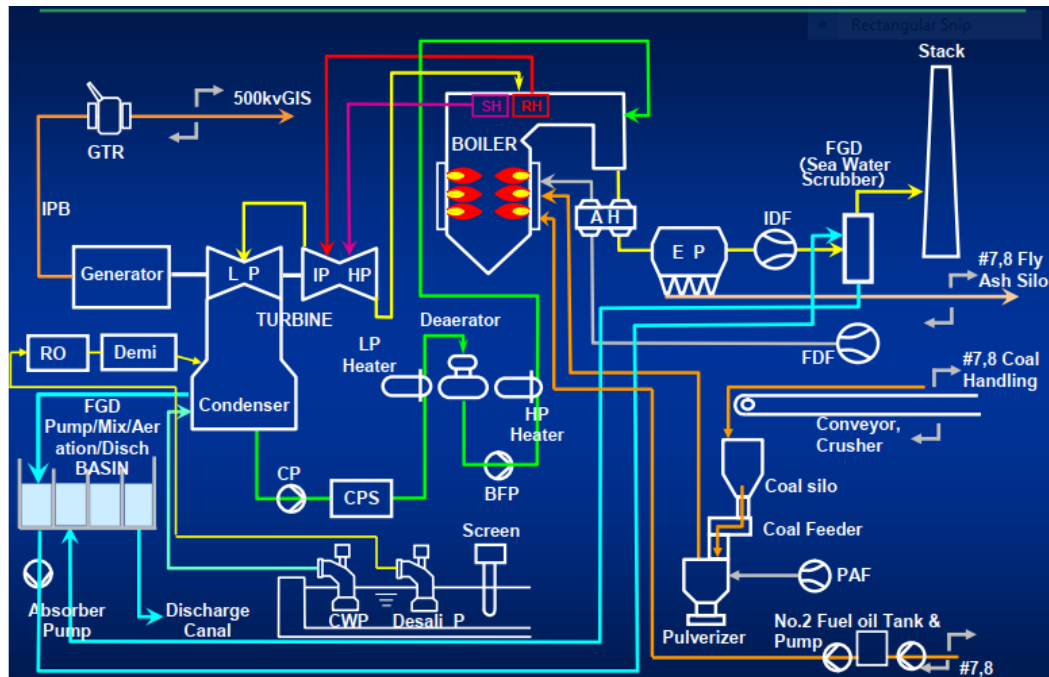 Rectangular Snip
Stack
500kvGIS
SH
RH
GTR
BOILER
FGD
(Sea Water
Scrubber)
IPB
A H
IDF
Generator
L P
IP
HP
E P
#7,8 Fly
Ash Silo
TURBINE
Deaerator
RO
Demi
LP
Heater
FDF
#7,8 Coal
Handling
Condenser
FGD
Pump/Mix/Aer
ation/Disch
BASIN
HP
Heater
Conveyor,
Crusher
CP
CPS
BFP
Coal silo
Screen
Coal Feeder
PAF
Absorber
Pump
Discharge
Canal
CWP
Desali P
Pulverizer
No.2 Fuel oil Tank &
Pump
#7,8